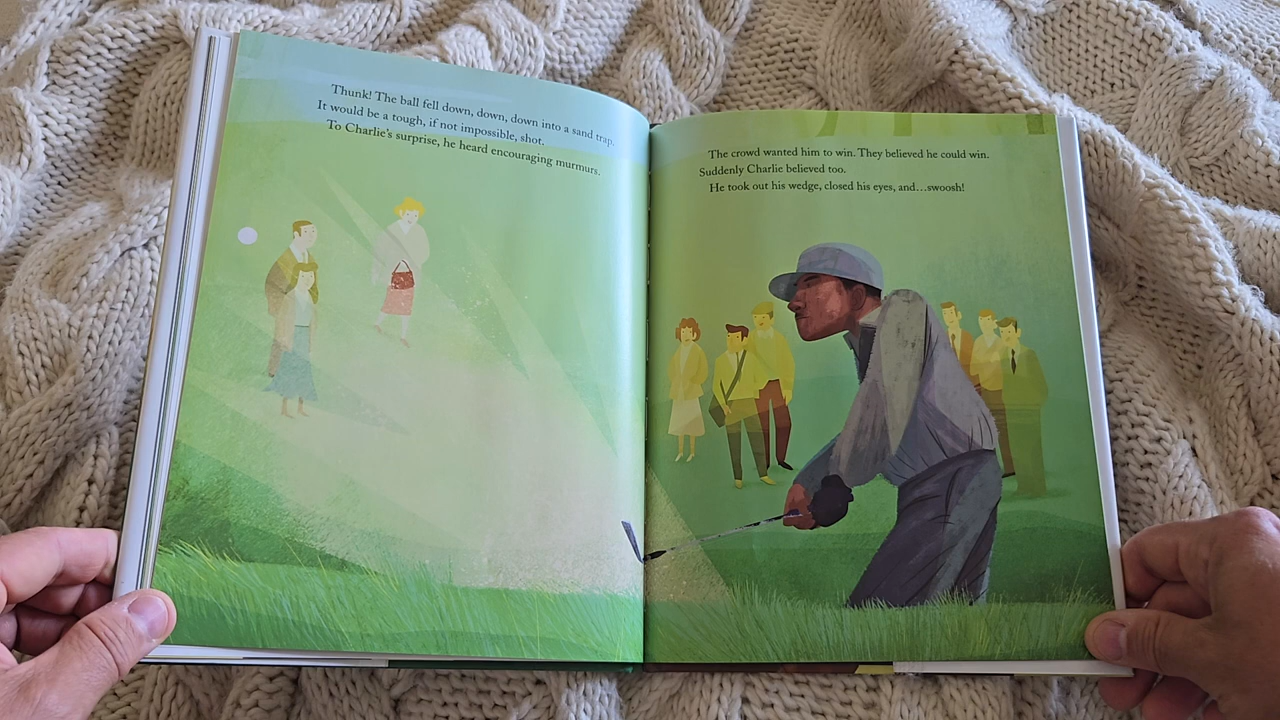 Thunk! The ball fell down, down, down into a sand trap.
It would be a tough, if not impossible, shot.
To Charlie's surprise, he heard encouraging murmurs.
The crowd wanted him to win. They believed he could win.
Suddenly Charlie believed too.
He took out his wedge, closed his eyes, and…swoosh!